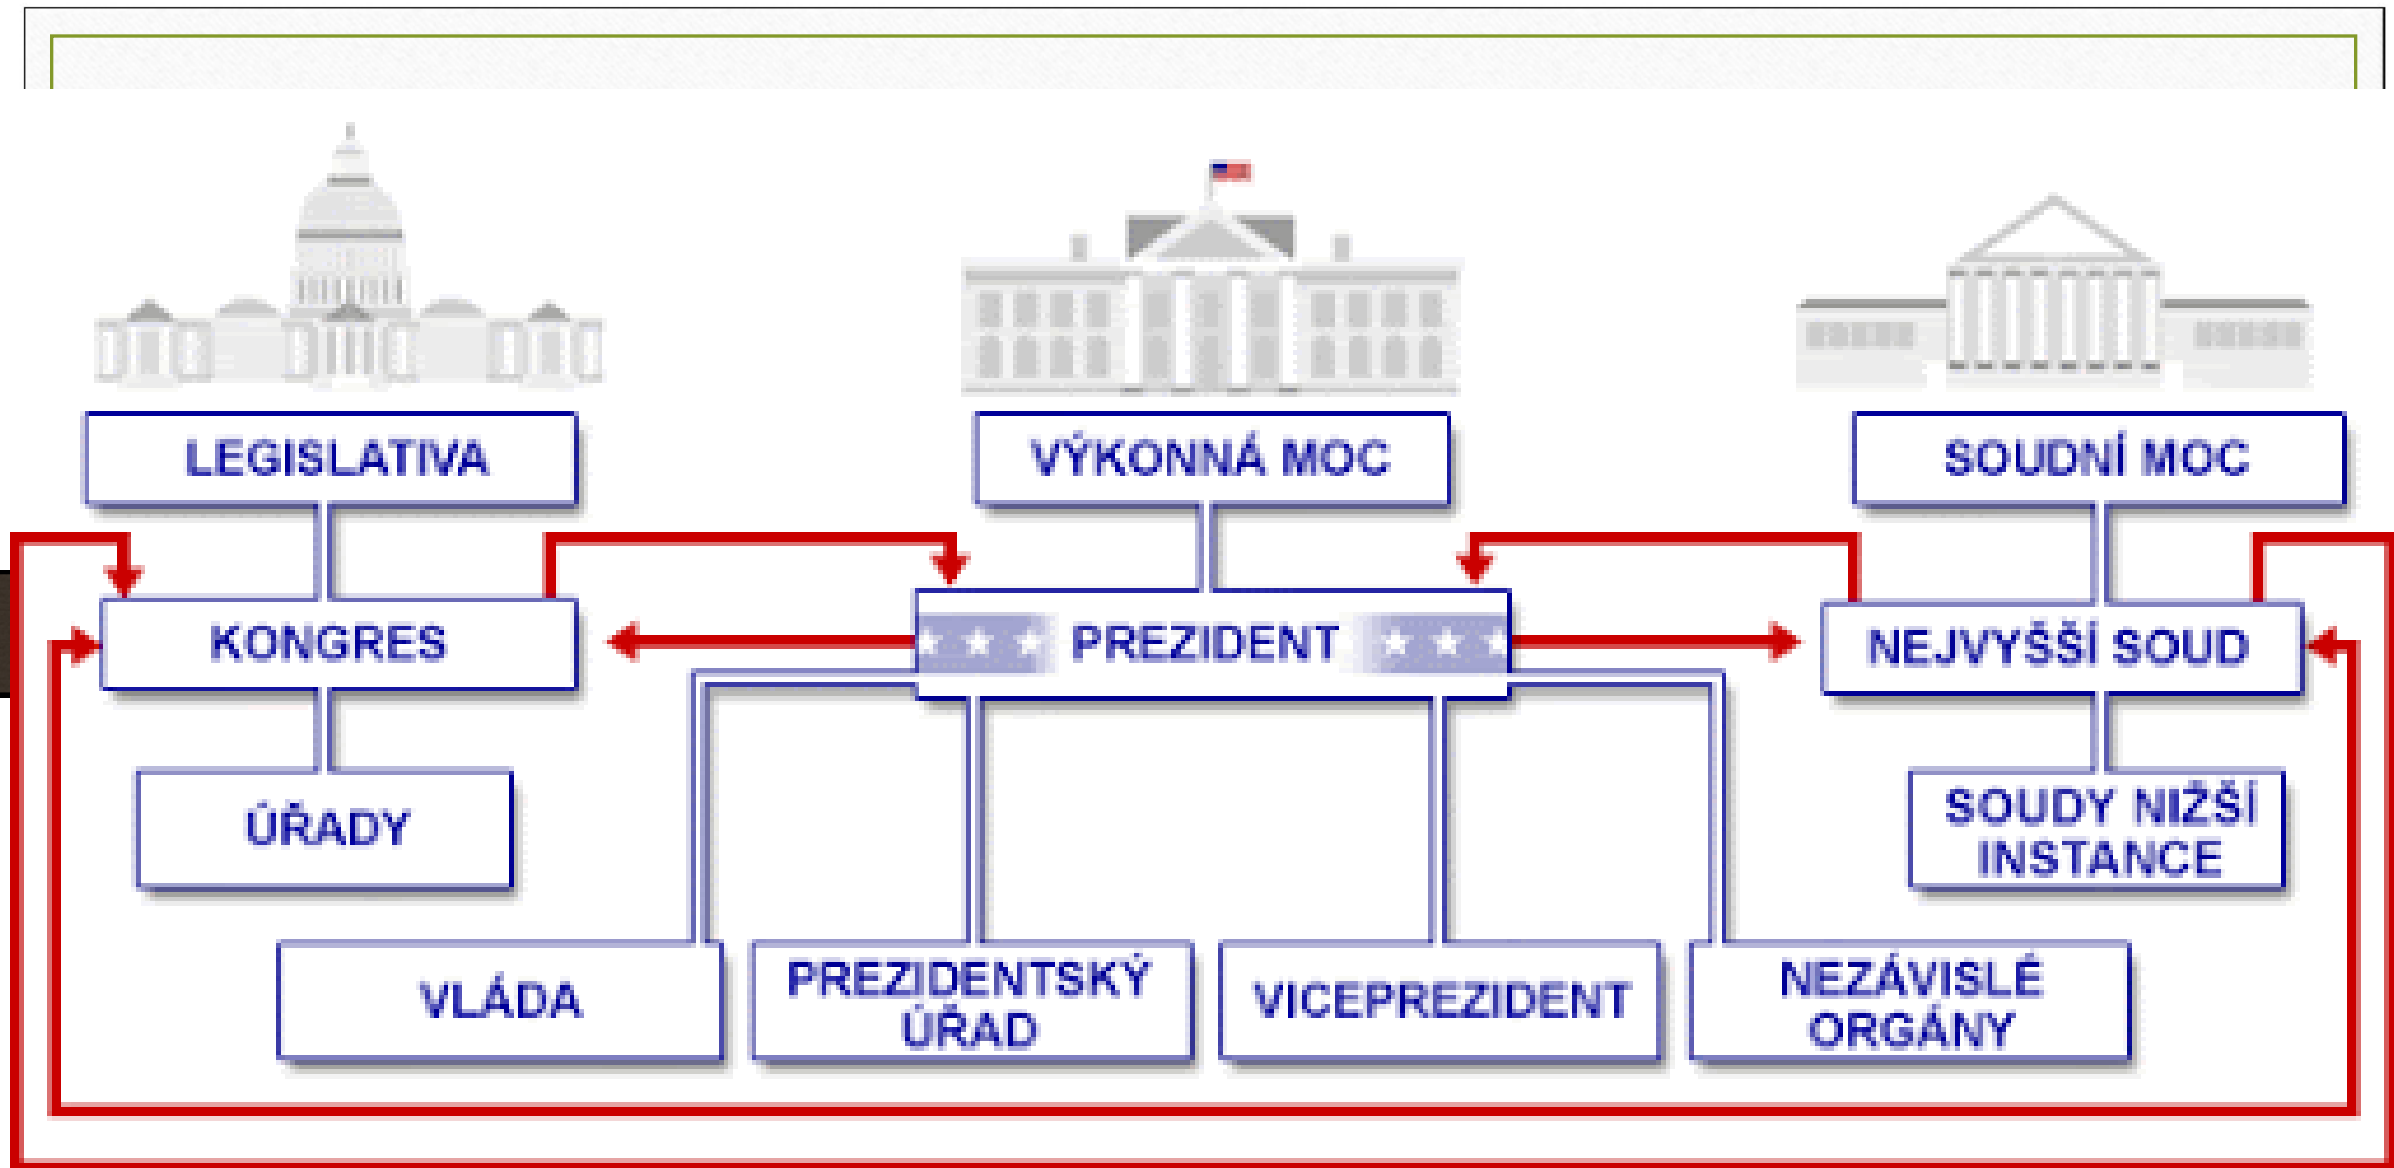 LEGISLATIVA
VÝKONNÁ MOC
SOUDNÍ MOC
KONGRES
PREZIDENT
NEJVYŠŠÍ SOUD
ÚŘADY
SOUDY NIŽŠÍ
INSTANCE
VLÁDA
PREZIDENTSKÝ
ÚŘAD
VICEPREZIDENT
NEZÁVISLÉ
ORGÁNY